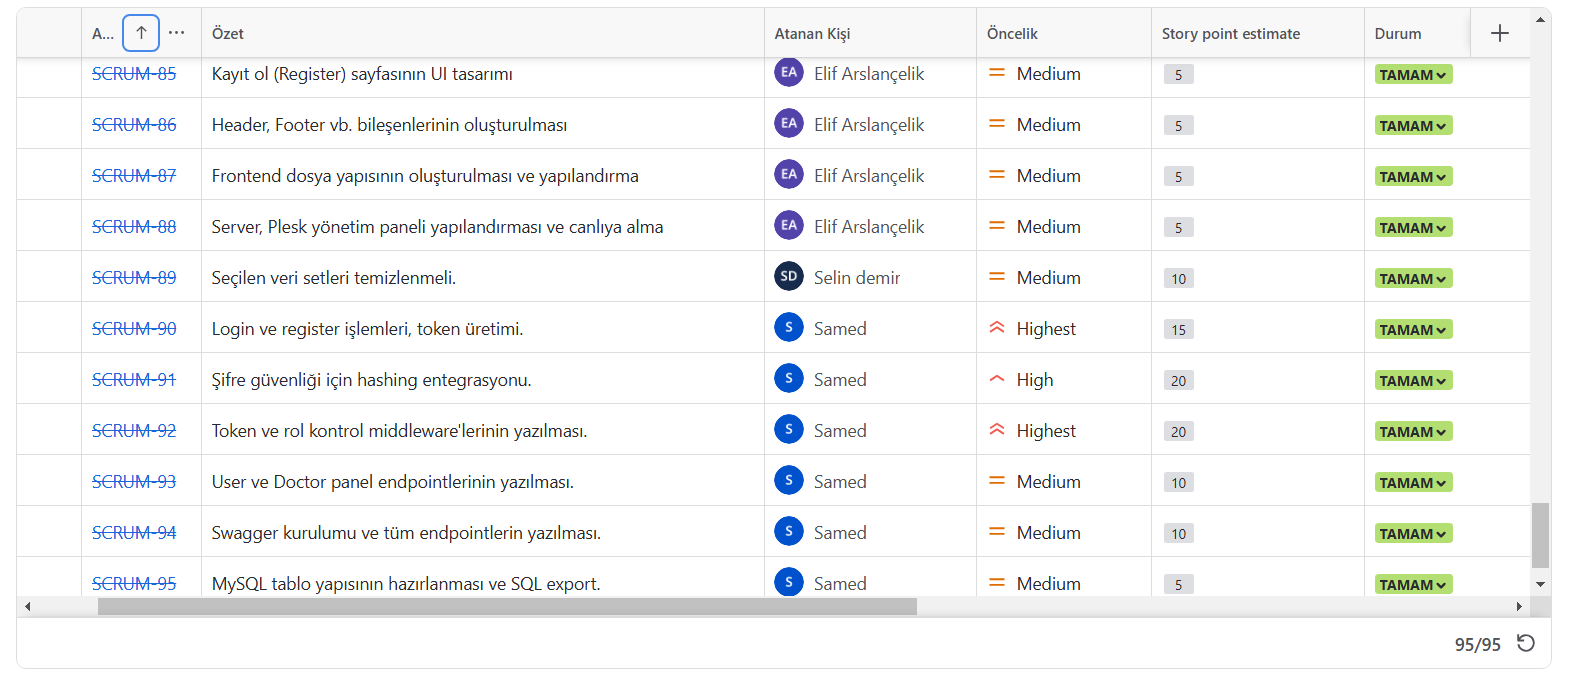 A... ↑ ... Özet Atanan Kişi Öncelik Story point estimate Durum +
SCRUM-85 Kayıt ol (Register) sayfasının UI tasarımı EA Elif Arslançelik Medium 5 TAMAM
SCRUM-86 Header, Footer vb. bileşenlerinin oluşturulması EA Elif Arslançelik Medium 5 TAMAM
SCRUM-87 Frontend dosya yapısının oluşturulması ve yapılandırma EA Elif Arslançelik Medium 5 TAMAM
SCRUM-88 Server, Plesk yönetim paneli yapılandırması ve canlıya alma EA Elif Arslançelik Medium 5 TAMAM
SCRUM-89 Seçilen veri setleri temizlenmeli. SD Selin demir Medium 10 TAMAM
SCRUM-90 Login ve register işlemleri, token üretimi. S Samed Highest 15 TAMAM
SCRUM-91 Şifre güvenliği için hashing entegrasyonu. S Samed High 20 TAMAM
SCRUM-92 Token ve rol kontrol middleware'lerinin yazılması. S Samed Highest 20 TAMAM
SCRUM-93 User ve Doctor panel endpointlerinin yazılması. S Samed Medium 10 TAMAM
SCRUM-94 Swagger kurulumu ve tüm endpointlerin yazılması. S Samed Medium 10 TAMAM
SCRUM-95 MySQL tablo yapısının hazırlanması ve SQL export. S Samed Medium 5 TAMAM
95/95